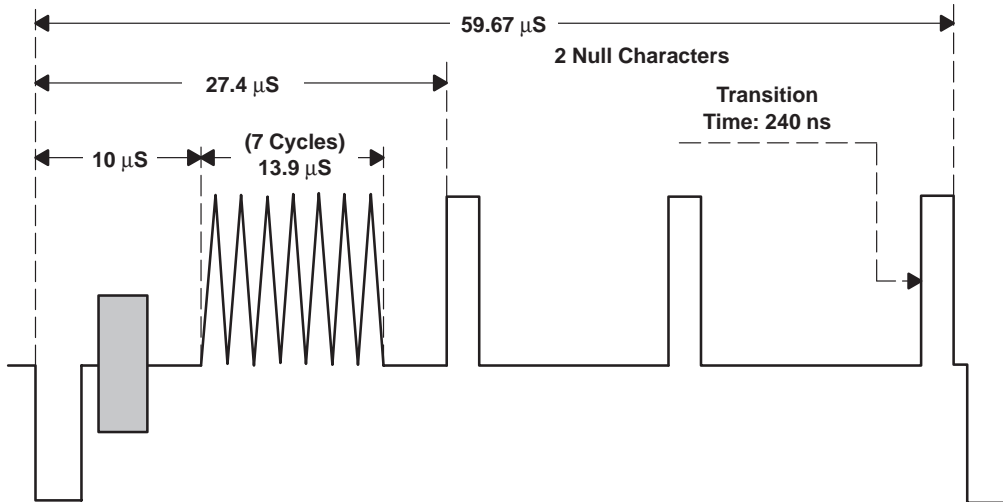 59.67 μS
2 Null Characters
27.4 μS
Transition
Time: 240 ns
(7 Cycles)
10 μS
13.9 μS